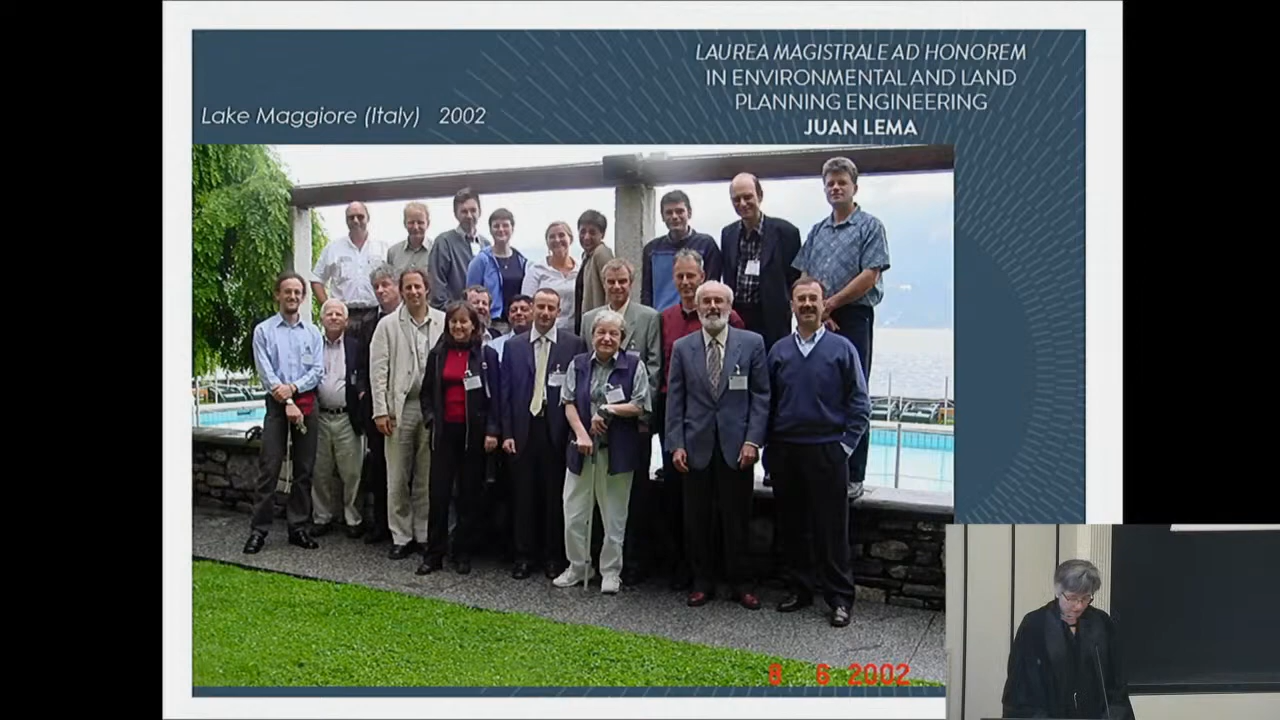 LAUREA MAGISTRALE AD HONOREM
IN ENVIRONMENTAL AND LAND
PLANNING ENGINEERING
JUAN LEMA
Lake Maggiore (Italy) 2002
8 6 2002